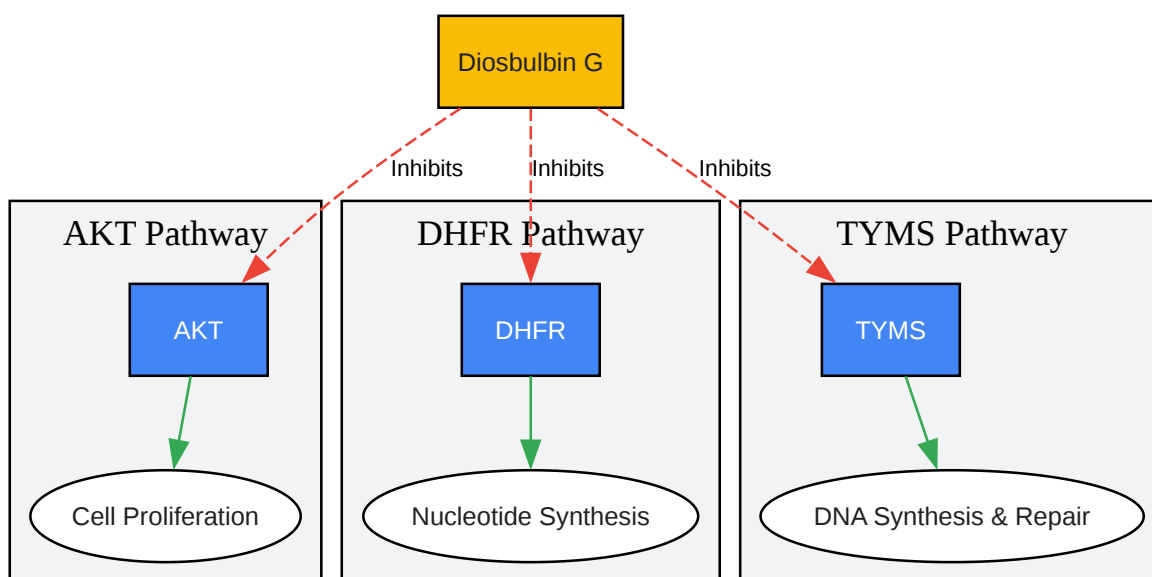 Diosbulbin G
Inhibits
Inhibits
Inhibits
AKT Pathway
DHFR Pathway
TYMS Pathway
AKT
DHFR
TYMS
Cell Proliferation
Nucleotide Synthesis
DNA Synthesis & Repair